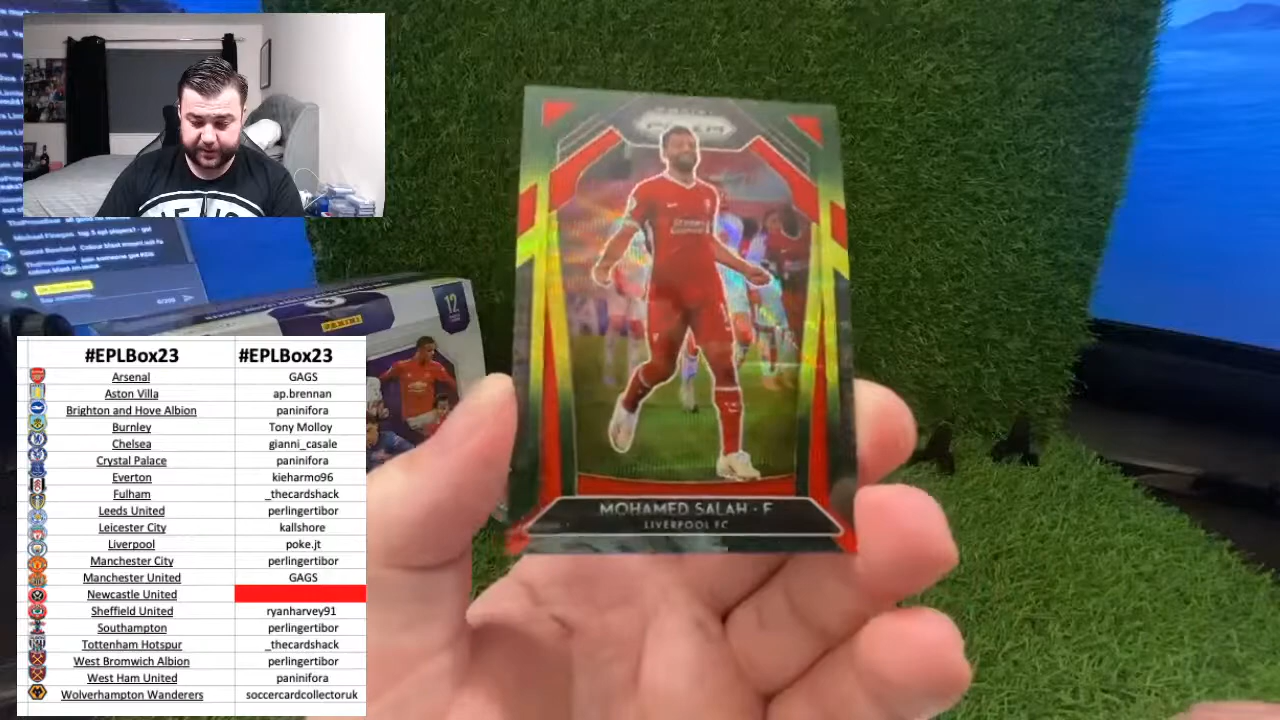 #EPLBox23 #EPLBox23
Arsenal GAGS
Aston Villa ap.brennan
Brighton and Hove Albion paninifora
Burnley Tony Molloy
Chelsea gianni_casale
Crystal Palace paninifora
Everton kieharmo96
Fulham _thecardshack
Leeds United perlingertibor
Leicester City kallshore
Liverpool poke.jt
Manchester City perlingertibor
Manchester United GAGS
Newcastle United
Sheffield United ryanharvey91
Southampton perlingertibor
Tottenham Hotspur _thecardshack
West Bromwich Albion perlingertibor
West Ham United paninifora
Wolverhampton Wanderers soccercardcollectoruk
PANINI
12
PRIZM
MOHAMED SALAH - F
LIVERPOOL FC